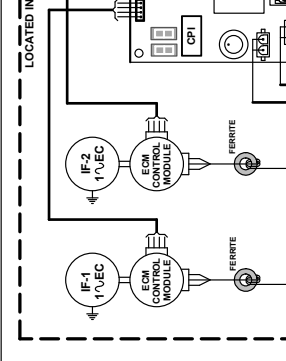 LOCATED IN
CPI
IF-2
1~EC
ECM
CONTROL
MODULE
FERRITE
IF-1
1~EC
ECM
CONTROL
MODULE
FERRITE